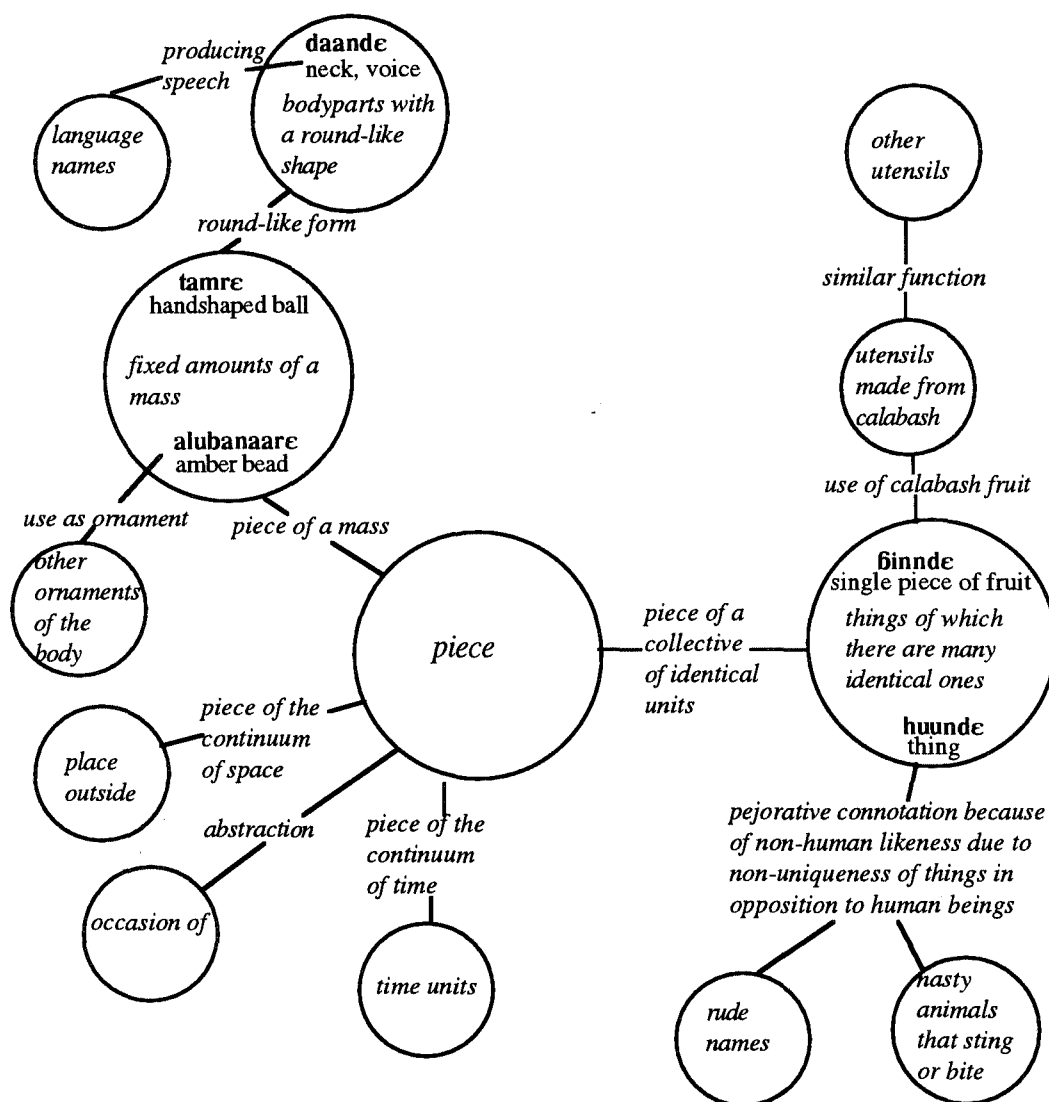 producing
speech
daandɛ
neck, voice
bodyparts with
a round-like
shape
language
names
round-like form
tamrɛ
handshaped ball
fixed amounts of a
mass
alubanaarɛ
amber bead
use as ornament
other
ornaments
of the
body
piece of a mass
piece
piece of the
continuum
of space
place
outside
abstraction
occasion of
piece of the
continuum
of time
time units
piece of a
collective
of identical
units
other
utensils
similar function
utensils
made from
calabash
use of calabash fruit
ɓinndɛ
single piece of fruit
things of which
there are many
identical ones
huundɛ
thing
pejorative connotation because
of non-human likeness due to
non-uniqueness of things in
opposition to human beings
rude
names
nasty
animals
that sting
or bite